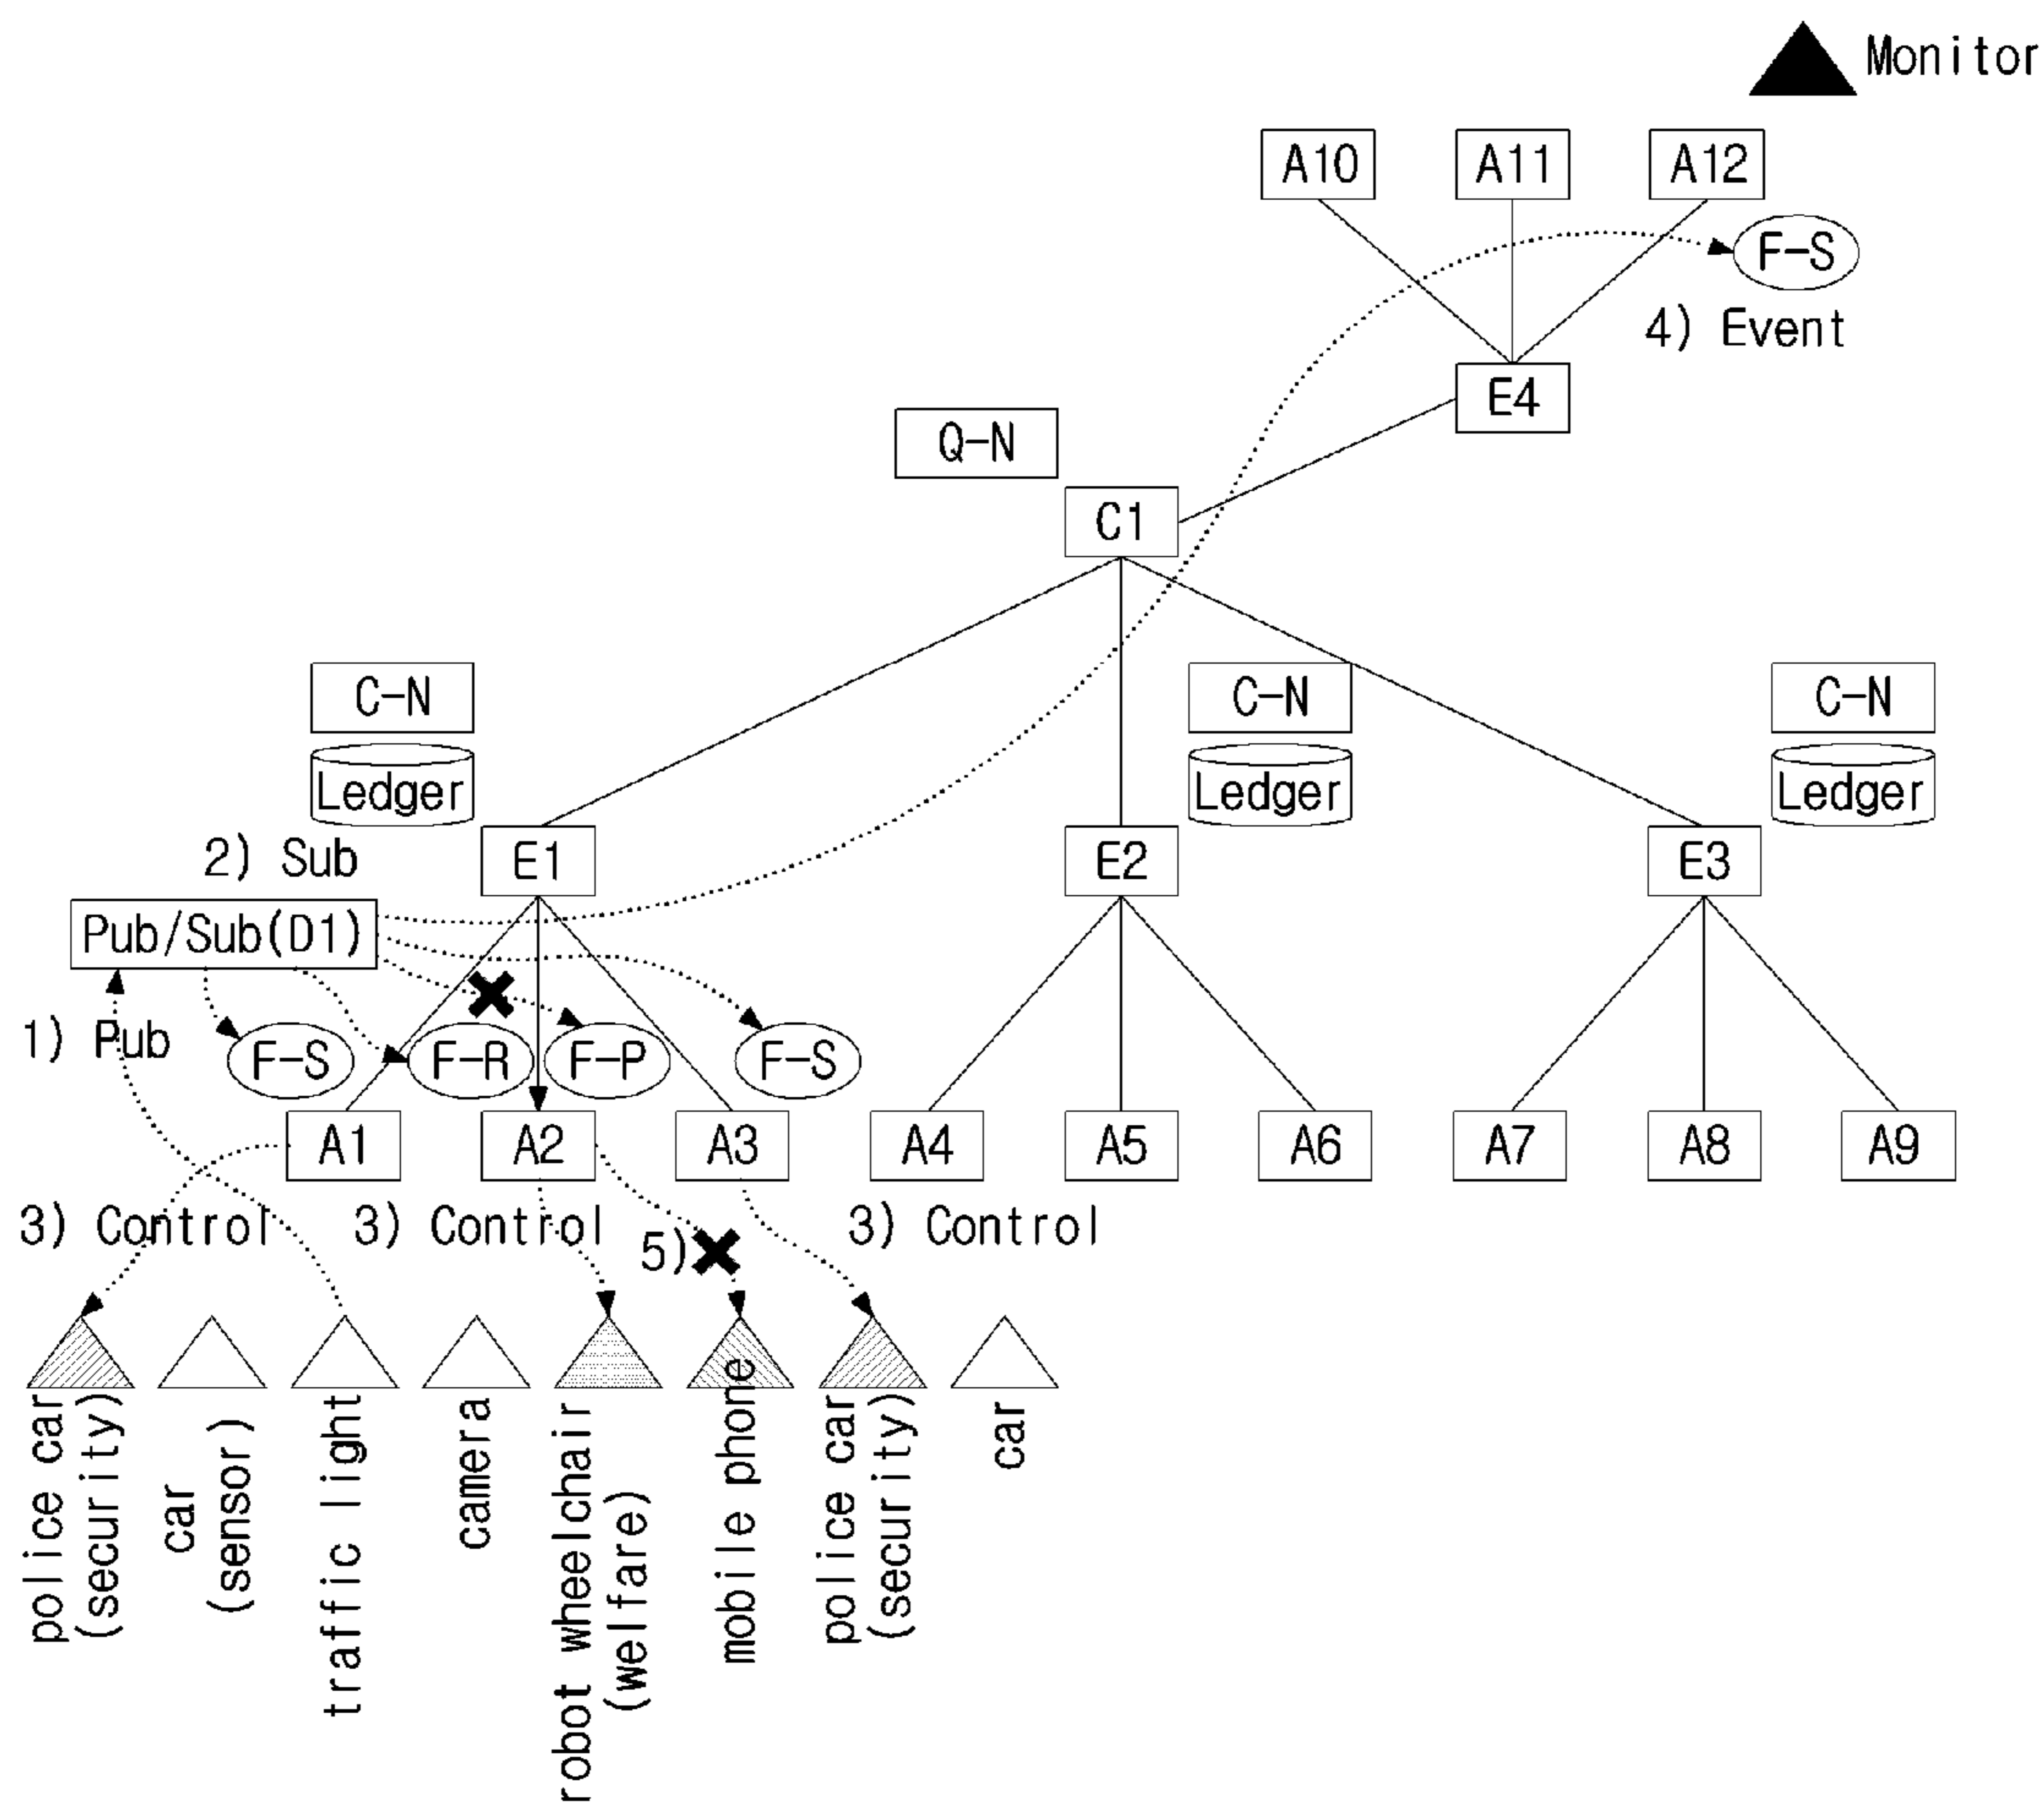 Monitor
A10
A11
A12
F-S
4) Event
E4
Q-N
C1
C-N
C-N
C-N
Ledger
Ledger
Ledger
2) Sub
E1
E2
E3
Pub/Sub(D1)
1) Pub
F-S
F-R
F-P
F-S
A1
A2
A3
A4
A5
A6
A7
A8
A9
3) Control
3) Control
5)
3) Control
police car
(security)
car
(sensor)
traffic light
camera
robot wheelchair
(welfare)
mobile phone
police car
(security)
car